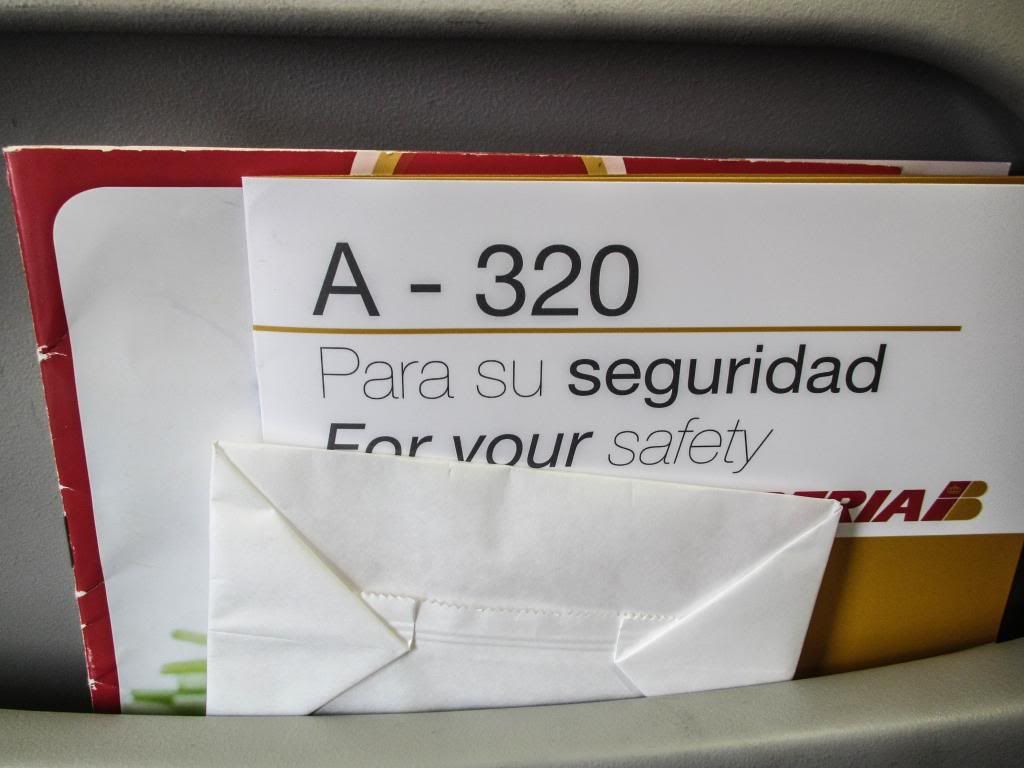 A - 320
Para su seguridad
For your safety